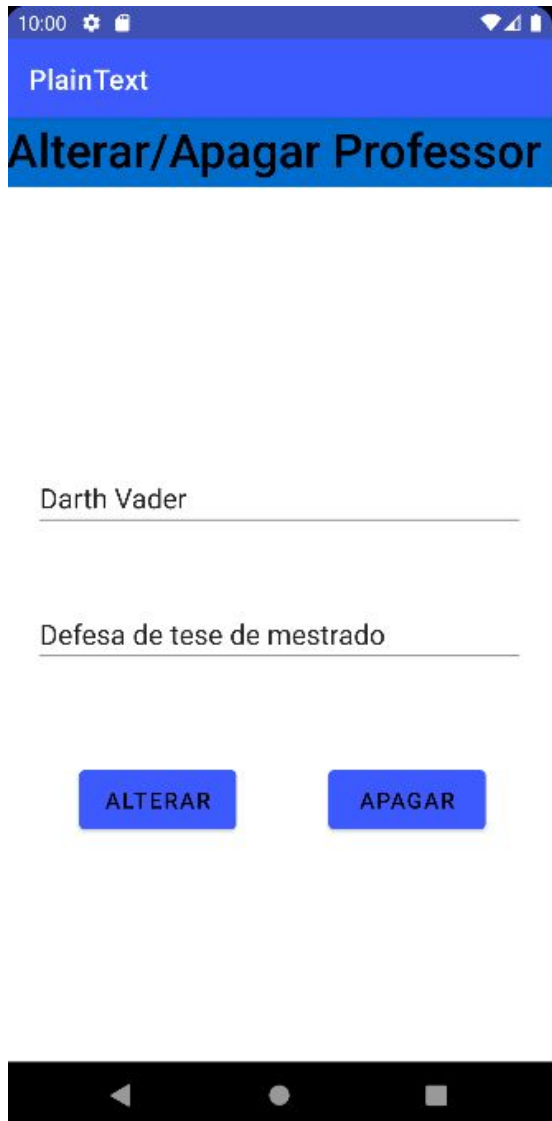 10:00
PlainText
Alterar/Apagar Professor
Darth Vader
Defesa de tese de mestrado
ALTERAR
APAGAR